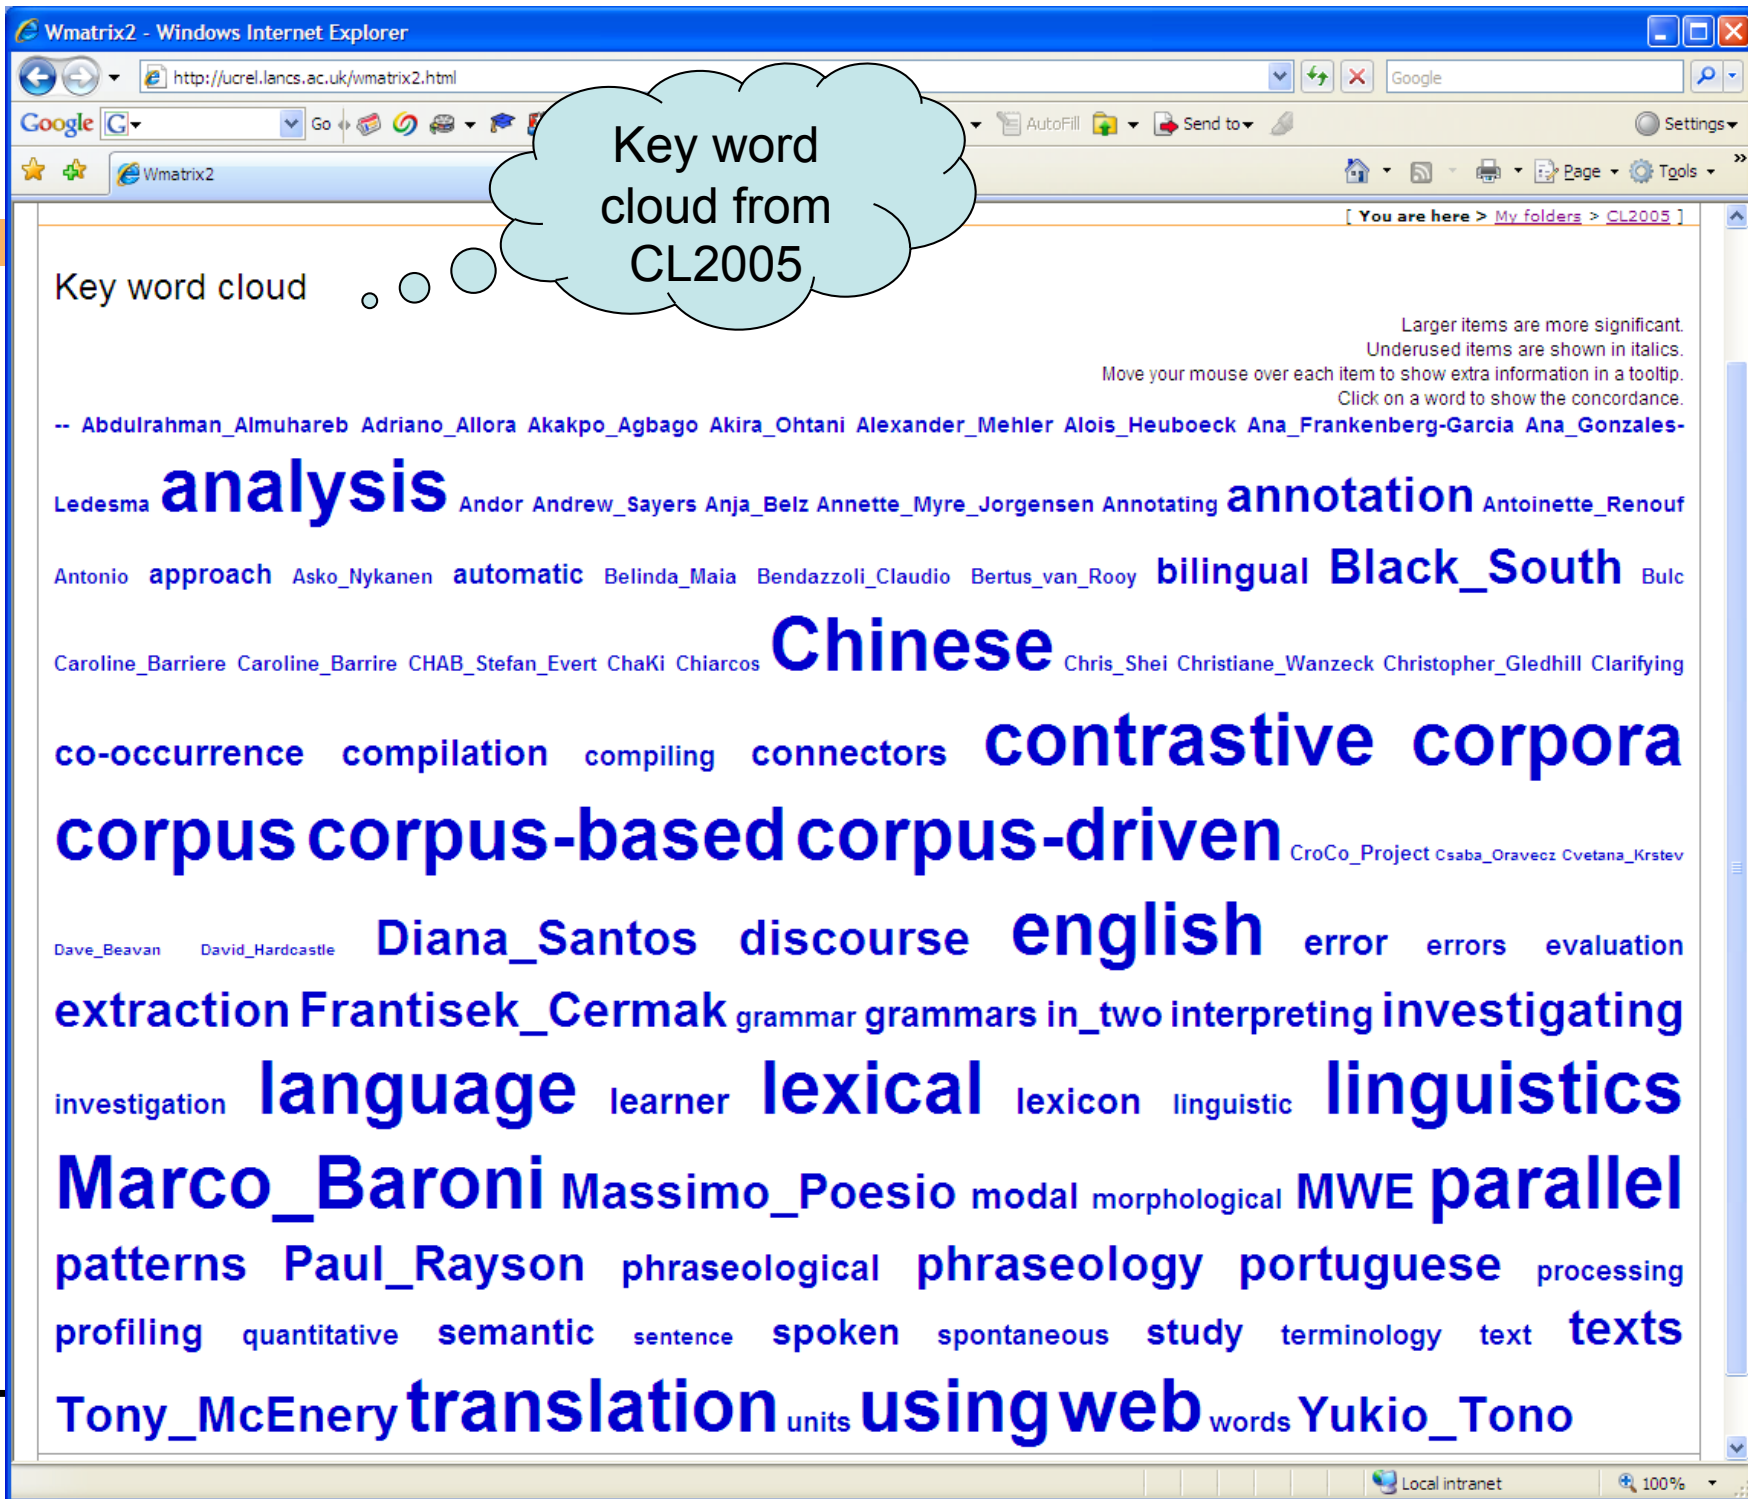 Wmatrix2 - Windows Internet Explorer
http://ucrel.lancs.ac.uk/wmatrix2.html
Google
Google G Go AutoFill Send to Settings
Wmatrix2
Page Tools »
Key word
cloud from
CL2005
[ You are here > My folders > CL2005 ]
Key word cloud
Larger items are more significant.
Underused items are shown in italics.
Move your mouse over each item to show extra information in a tooltip.
Click on a word to show the concordance.
-- Abdulrahman_Almuhareb Adriano_Allora Akakpo_Agbago Akira_Ohtani Alexander_Mehler Alois_Heuboeck Ana_Frankenberg-Garcia Ana_Gonzales-
Ledesma analysis Andor Andrew_Sayers Anja_Belz Annette_Myre_Jorgensen Annotating annotation Antoinette_Renouf
Antonio approach Asko_Nykanen automatic Belinda_Maia Bendazzoli_Claudio Bertus_van_Rooy bilingual Black_South Bulc
Caroline_Barriere Caroline_Barrire CHAB_Stefan_Evert ChaKi Chiarcos Chinese Chris_Shei Christiane_Wanzeck Christopher_Gledhill Clarifying
co-occurrence compilation compiling connectors contrastive corpora
corpus corpus-based corpus-driven CroCo_Project Csaba_Oravecz Cvetana_Krstev
Dave_Beavan David_Hardcastle Diana_Santos discourse english error errors evaluation
extraction Frantisek_Cermak grammar grammars in_two interpreting investigating
investigation language learner lexical lexicon linguistic linguistics
Marco_Baroni Massimo_Poesio modal morphological MWE parallel
patterns Paul_Rayson phraseological phraseology portuguese processing
profiling quantitative semantic sentence spoken spontaneous study terminology text texts
Tony_McEnery translation units using web words Yukio_Tono
Local intranet 100%